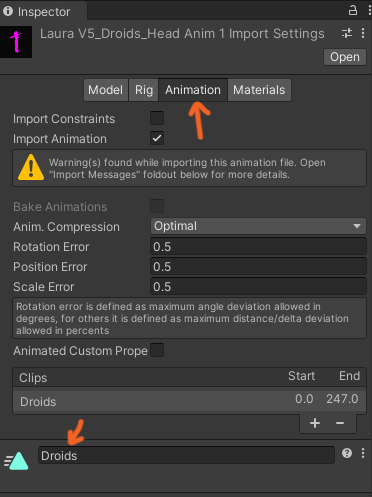 Inspector
Laura V5_Droids_Head Anim 1 Import Settings
Open
Model Rig Animation Materials
Import Constraints
Import Animation
Warning(s) found while importing this animation file. Open
"Import Messages" foldout below for more details.
Bake Animations
Anim. Compression Optimal
Rotation Error 0.5
Position Error 0.5
Scale Error 0.5
Rotation error is defined as maximum angle deviation allowed in
degrees, for others it is defined as maximum distance/delta deviation
allowed in percents
Animated Custom Prope
Clips Start End
Droids 0.0 247.0
+ −
Droids